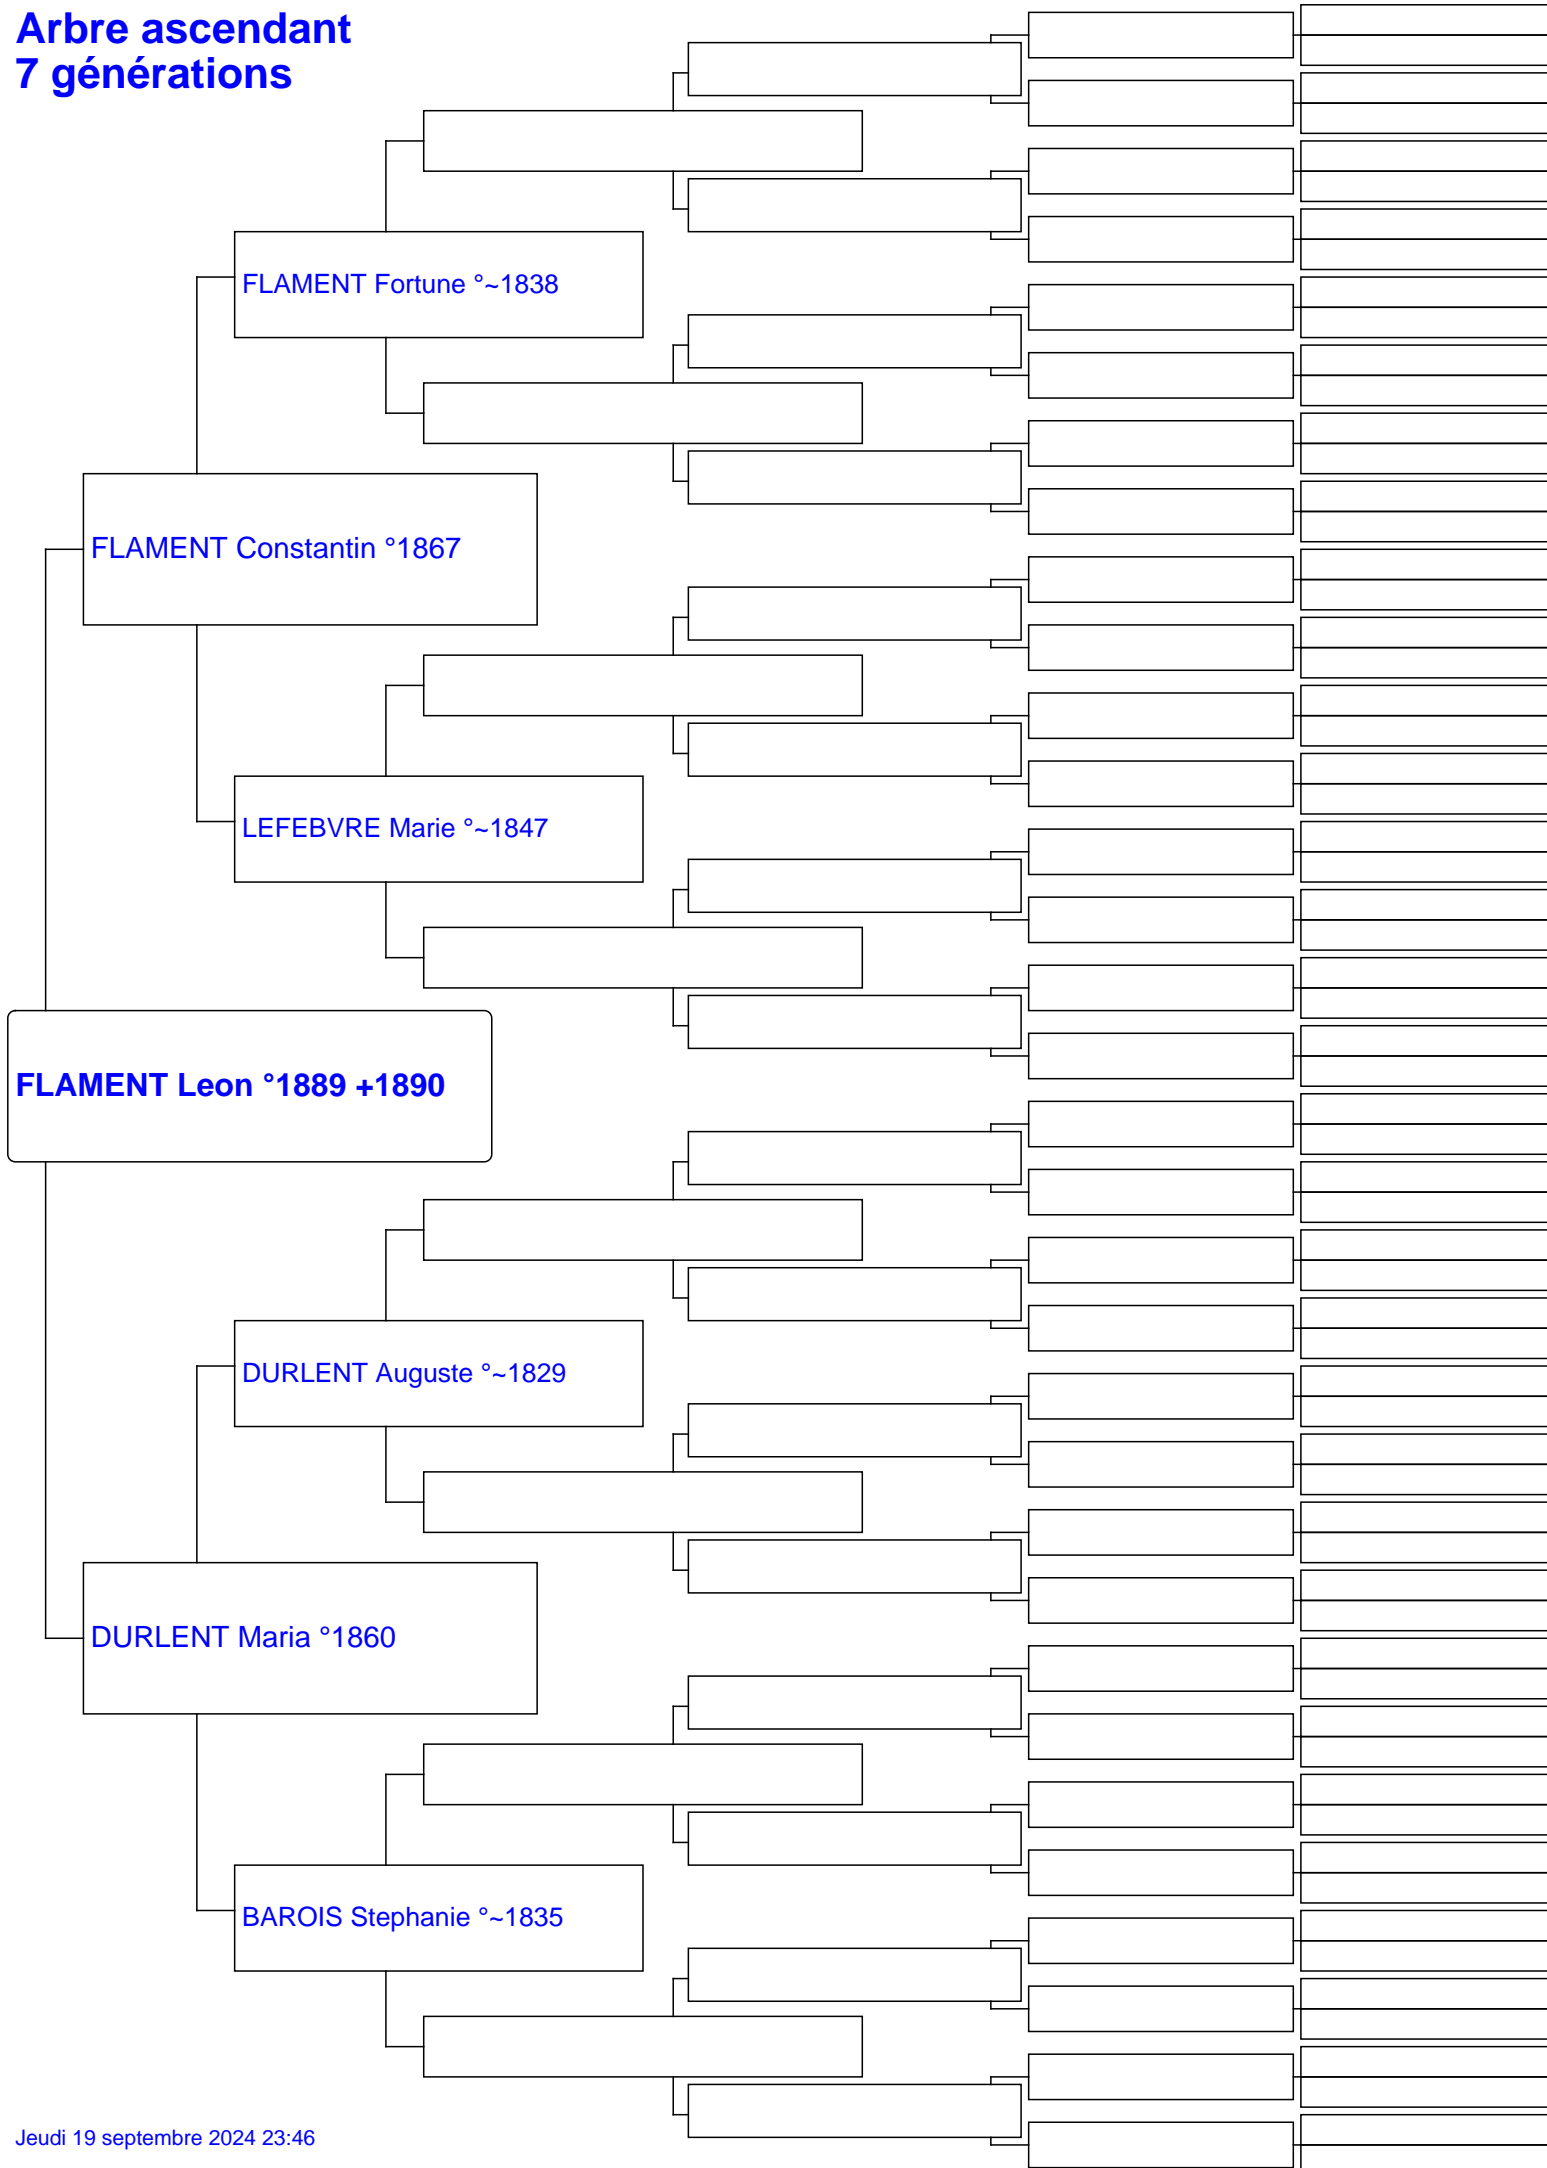 Arbre ascendant
7 générations
FLAMENT Fortune °~1838
FLAMENT Constantin °1867
LEFEBVRE Marie °~1847
FLAMENT Leon °1889 +1890
DURLENT Auguste °~1829
DURLENT Maria °1860
BAROIS Stephanie °~1835
Jeudi 19 septembre 2024 23:46